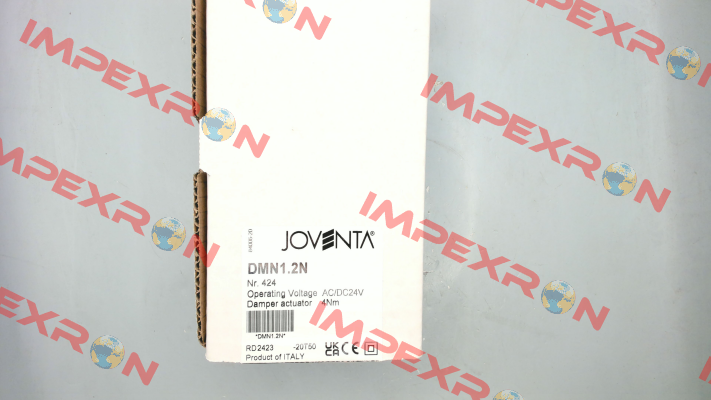 JOVENTA
DMN1.2N
Nr. 424
Operating Voltage AC/DC24V
Damper actuator 4Nm
*DMN1.2N*
RD2423 -20T50 UK CA CE
Product of ITALY
IMPEXRON
IMPEXRON
IMPEXRON
IMPEXRON
IMPEXRON
IMPEXRON
IMPEXRON
IMPEXRON